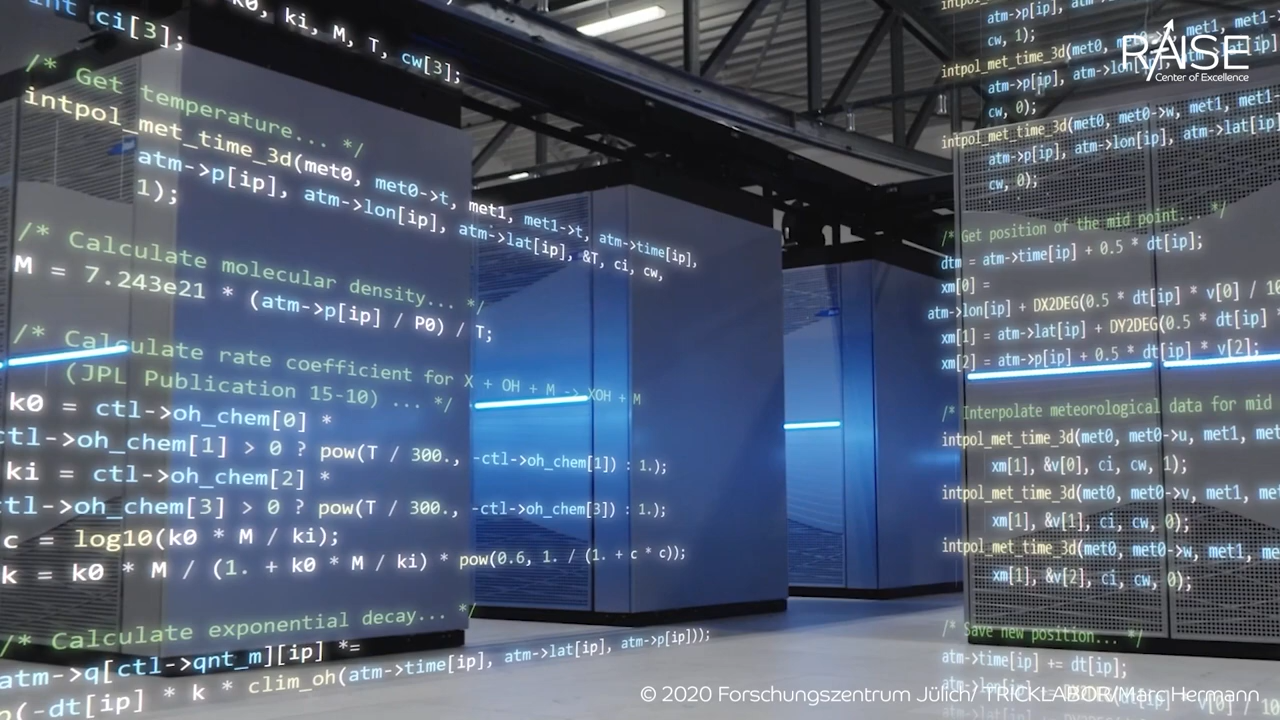 int ci[3];
k0, ki, M, T, cw[3];
/* Get temperature... */
intpol_met_time_3d(met0, met0->t, met1, met1->t, atm->time[ip],
atm->p[ip], atm->lon[ip], atm->lat[ip], &T, ci, cw,
1);
/* Calculate molecular density... */
M = 7.243e21 * (atm->p[ip] / P0) / T;
/* Calculate rate coefficient for X + OH + M -> XOH + M
(JPL Publication 15-10) ... */
k0 = ctl->oh_chem[0] *
ctl->oh_chem[1] > 0 ? pow(T / 300., -ctl->oh_chem[1]) : 1.);
ki = ctl->oh_chem[2] *
ctl->oh_chem[3] > 0 ? pow(T / 300., -ctl->oh_chem[3]) : 1.);
c = log10(k0 * M / ki);
k = k0 * M / (1. + k0 * M / ki) * pow(0.6, 1. / (1. + c * c));
/* Calculate exponential decay... */
atm->q[ctl->qnt_m][ip] *=
p(-dt[ip] * k * clim_oh(atm->time[ip], atm->lat[ip], atm->p[ip]));
atm->p[ip],
cw, 1);
intpol_met_time_3d(met0,
atm->p[ip], atm->lon[ip], atm->lat[ip]
cw, 0);
intpol_met_time_3d(met0, met0->w, met1,
atm->p[ip], atm->lon[ip], atm->lat[ip]
cw, 0);
/* Get position of the mid point... */
dtm = atm->time[ip] + 0.5 * dt[ip];
xm[0] =
atm->lon[ip] + DX2DEG(0.5 * dt[ip] * v[0] / 10
xm[1] = atm->lat[ip] + DY2DEG(0.5 * dt[ip] *
xm[2] = atm->p[ip] + 0.5 * dt[ip] * v[2];
/* Interpolate meteorological data for mid
intpol_met_time_3d(met0, met0->u, met1, met
xm[1], &v[0], ci, cw, 1);
intpol_met_time_3d(met0, met0->v, met1, met
xm[1], &v[1], ci, cw, 0);
intpol_met_time_3d(met0, met0->w, met1, me
xm[1], &v[2], ci, cw, 0);
/* Save new position... */
atm->time[ip] += dt[ip];
v[0] / 10
RAISE
Center of Excellence
© 2020 Forschungszentrum Jülich/ TRICKLABOR/Marc Hermann